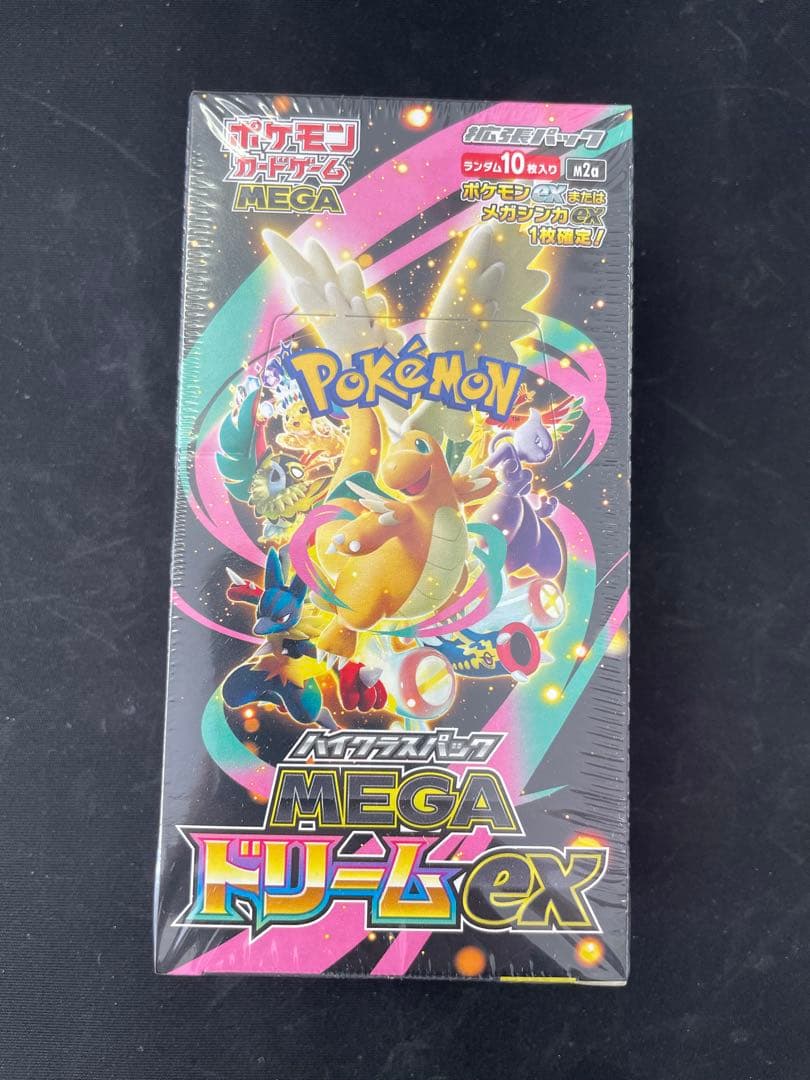 ポケモン
カードゲーム
MEGA
拡張パック
ランダム10枚入り
M2a
ポケモンexまたは
メガシンカex
1枚確定!
POKÉMON
TM
ハイクラスパック
MEGA
ドリームex